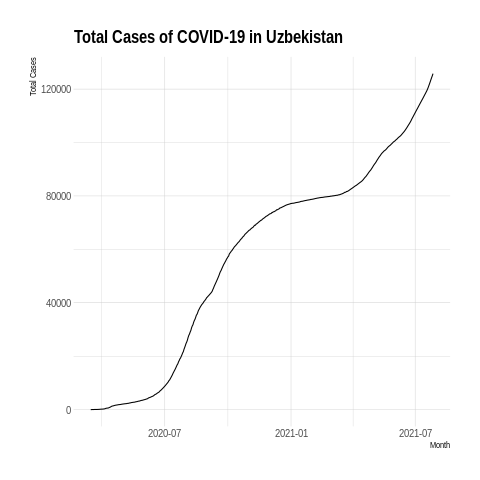 Total Cases of COVID-19 in Uzbekistan
Total Cases
120000
80000
40000
0
2020-07
2021-01
2021-07
Month